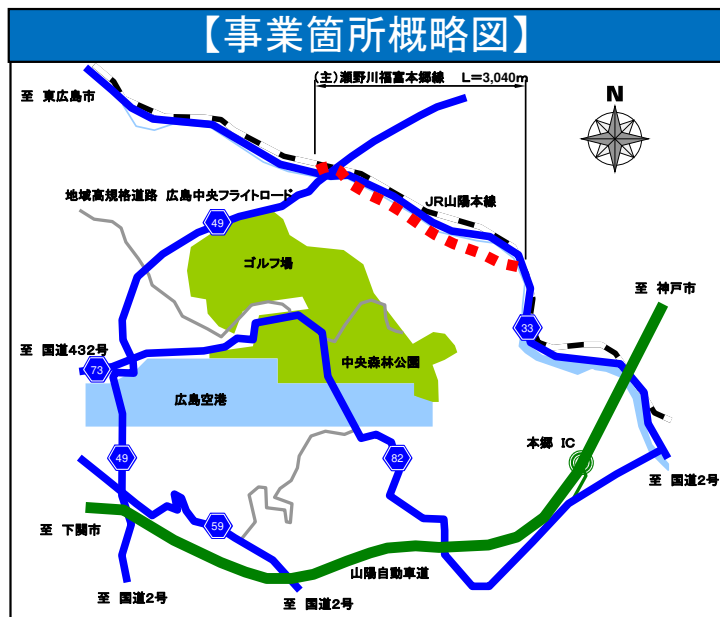 【事業箇所概略図】
(主)瀬野川福富本郷線 L=3,040m
至 東広島市
N
地域高規格道路 広島中央フライトロード
JR山陽本線
49
ゴルフ場
至 神戸市
33
至 国道432号
73
中央森林公園
広島空港
本郷 IC
49
82
至 国道2号
59
至 下関市
山陽自動車道
至 国道2号
至 国道2号